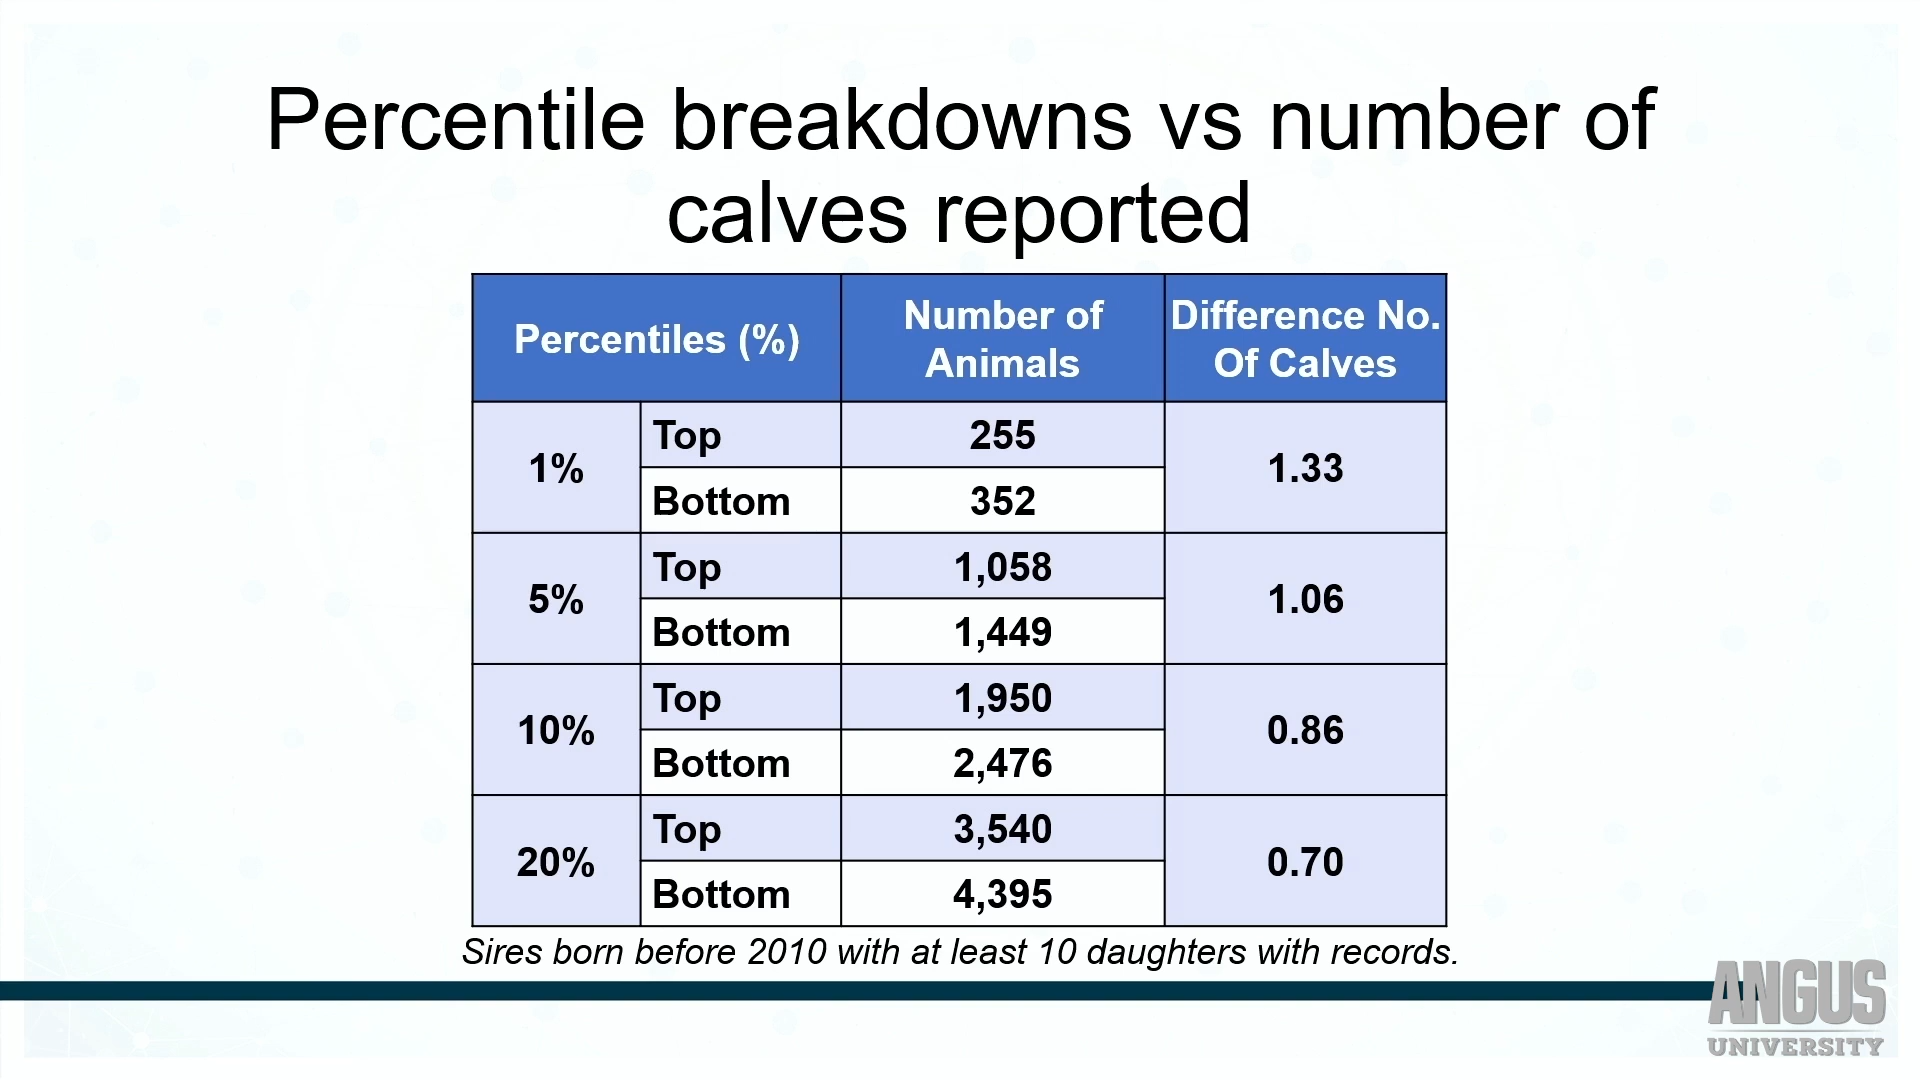 Percentile breakdowns vs number of
calves reported
Percentiles (%)
Number of
Animals
Difference No.
Of Calves
1%
Top
255
1.33
Bottom
352
5%
Top
1,058
1.06
Bottom
1,449
10%
Top
1,950
0.86
Bottom
2,476
20%
Top
3,540
0.70
Bottom
4,395
Sires born before 2010 with at least 10 daughters with records.
ANGUS
UNIVERSITY